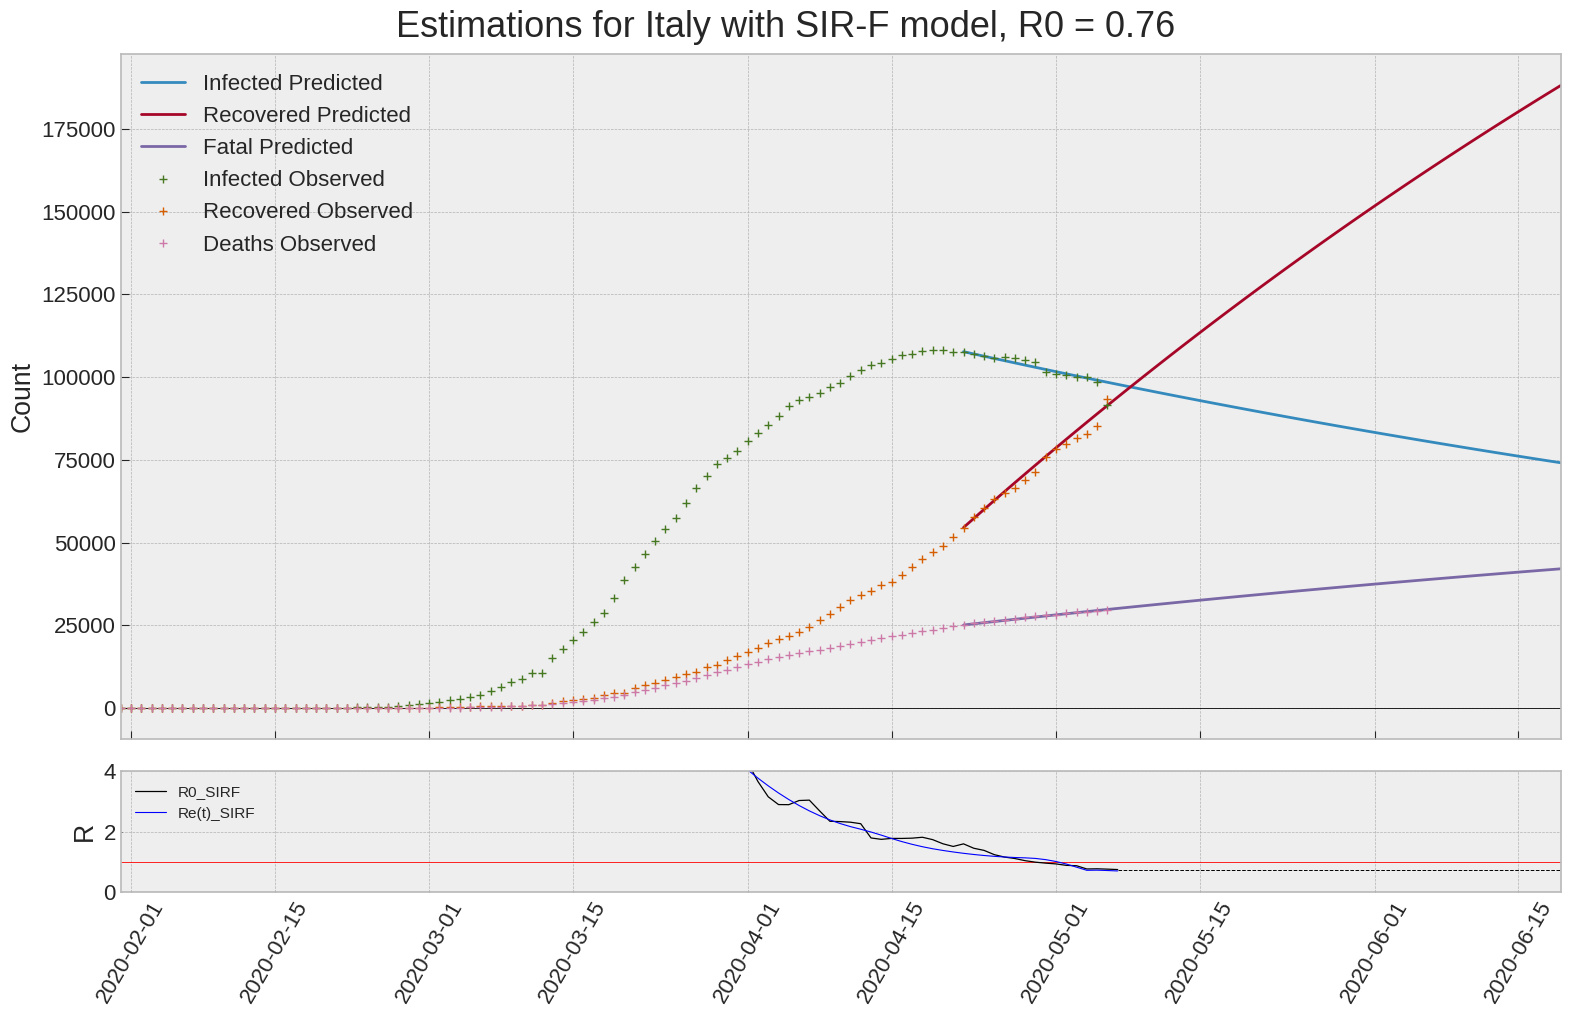 Estimations for Italy with SIR-F model, R0 = 0.76
Infected Predicted
Recovered Predicted
Fatal Predicted
Infected Observed
Recovered Observed
Deaths Observed
175000
150000
125000
100000
75000
50000
25000
0
Count
R0_SIRF
Re(t)_SIRF
4
2
0
R
2020-02-01
2020-02-15
2020-03-01
2020-03-15
2020-04-01
2020-04-15
2020-05-01
2020-05-15
2020-06-01
2020-06-15